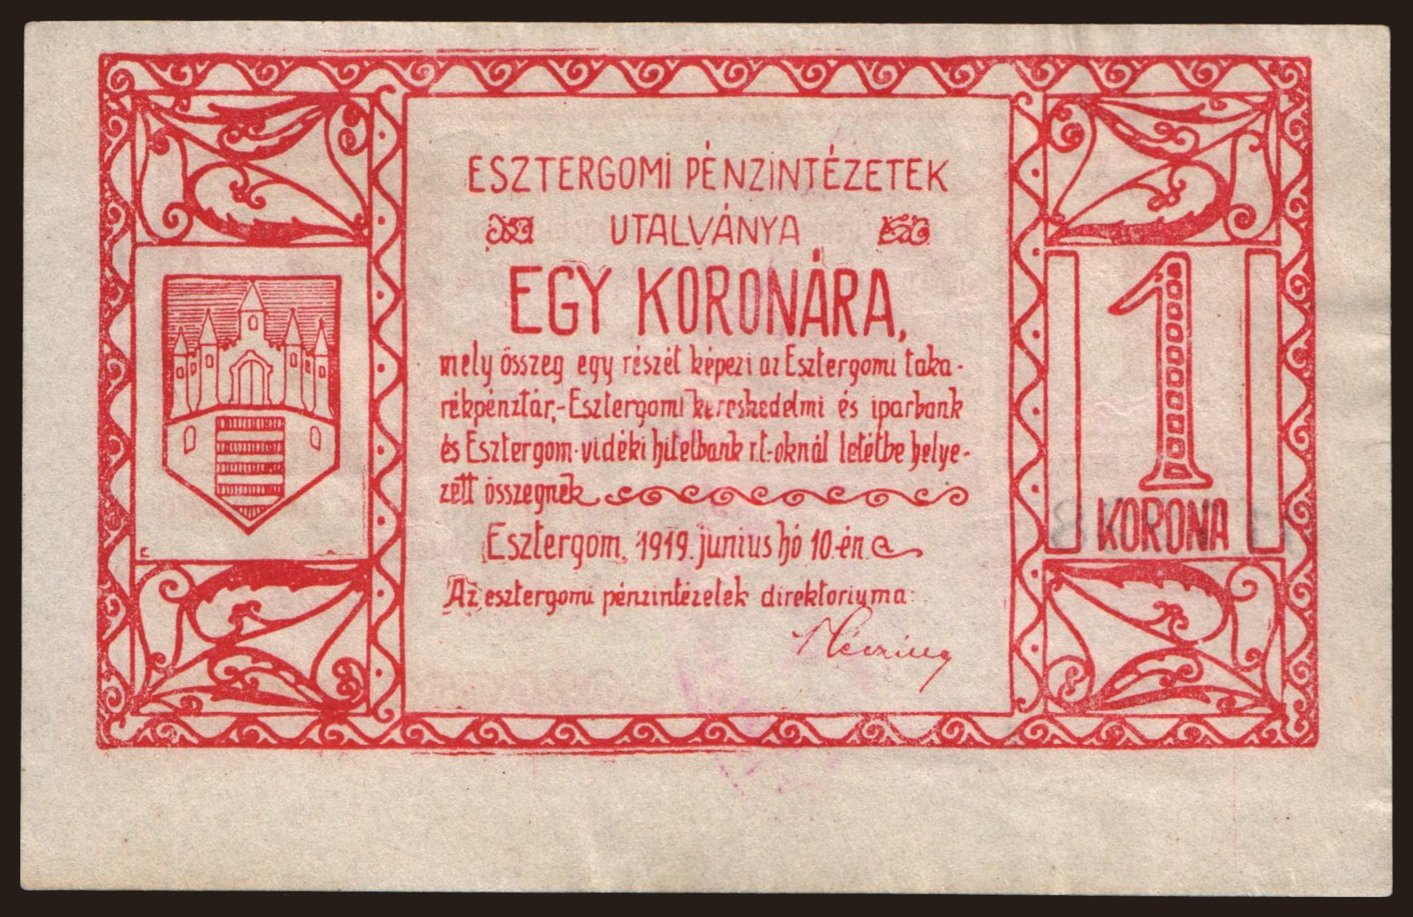 ESZTERGOMI PÉNZINTÉZETEK
UTALVÁNYA
EGY KORONÁRA,
mely összeg egy részét képezi az Esztergomi taka-
rékpénztár,- Esztergomi kereskedelmi és iparbank
és Esztergom-vidéki hitelbank r.t.-oknál letétbe helye-
zett összegnek
Esztergom, 1919. junius hó 10.-én
Az esztergomi pénzintézetek direktoriuma:
1
KORONA
E